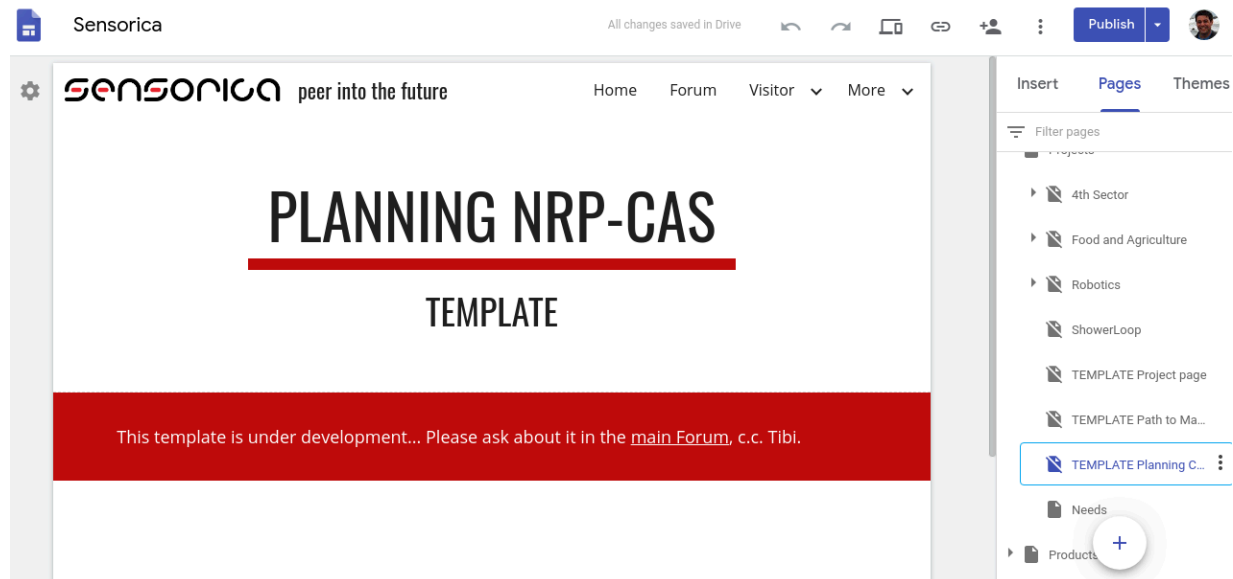 Sensorica
All changes saved in Drive
Publish
sensorica peer into the future
Home Forum Visitor More
PLANNING NRP-CAS
TEMPLATE
This template is under development... Please ask about it in the main Forum, c.c. Tibi.
Insert Pages Themes
Filter pages
Projects
4th Sector
Food and Agriculture
Robotics
ShowerLoop
TEMPLATE Project page
TEMPLATE Path to Ma...
TEMPLATE Planning C...
Needs
Products